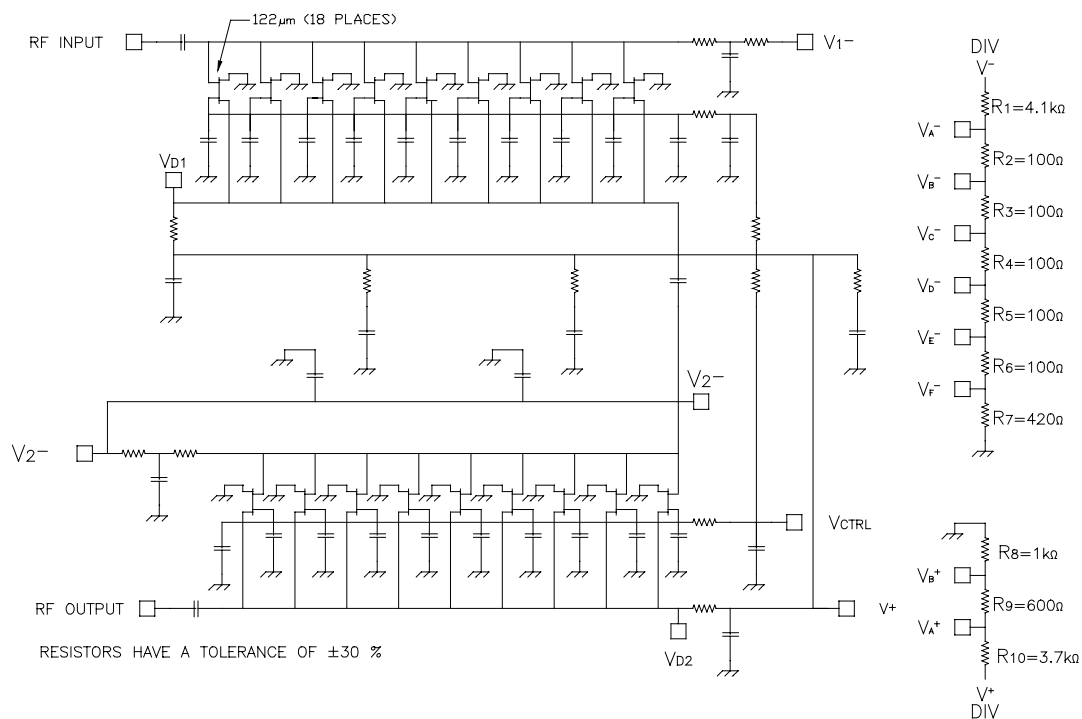 122µm (18 PLACES)
RF INPUT
V1-
VD1
V2-
V2-
VCTRL
RF OUTPUT
V+
VD2
RESISTORS HAVE A TOLERANCE OF ±30 %
DIV
V-
R1=4.1kΩ
VA-
R2=100Ω
VB-
R3=100Ω
VC-
R4=100Ω
VD-
R5=100Ω
VE-
R6=100Ω
VF-
R7=420Ω
R8=1kΩ
VB+
R9=600Ω
VA+
R10=3.7kΩ
V+
DIV